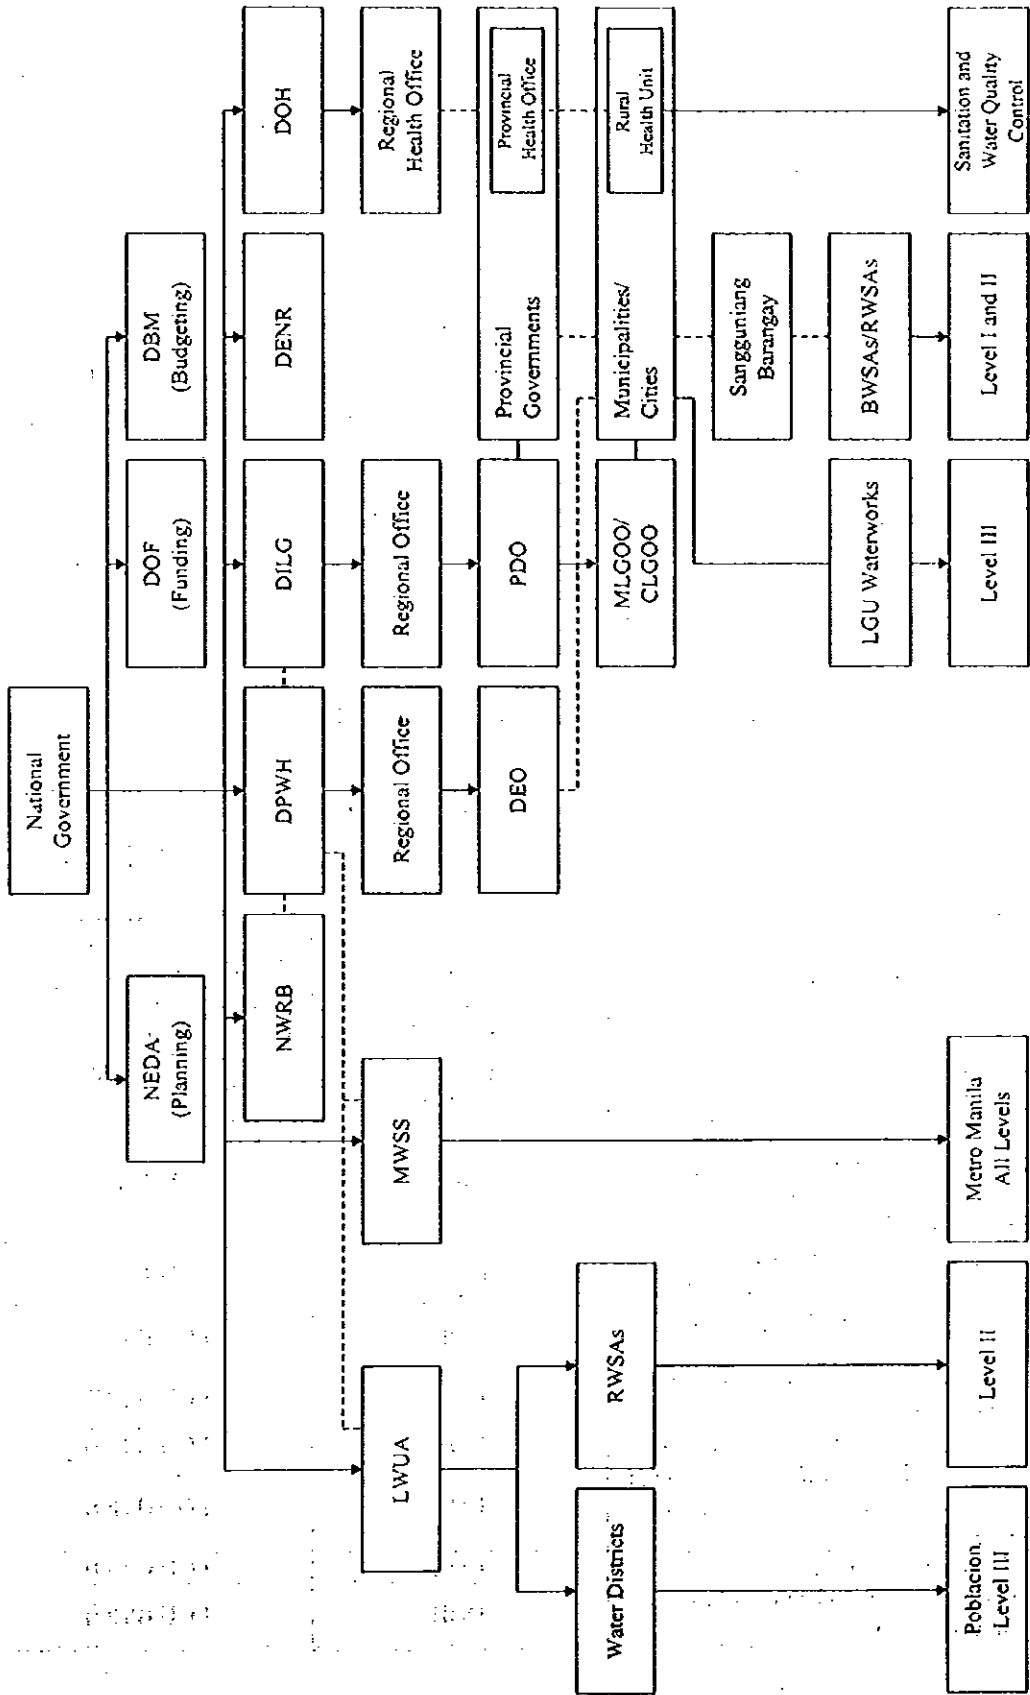 National
Government
NEDA
(Planning)
DOF
(Funding)
DBM
(Budgeting)
NWRB
DPWH
DILG
DENR
DOH
LWUA
MWSS
Regional Office
Regional Office
Regional
Health Office
DEO
PDO
Provincial
Governments
Provincial
Health Office
Water Districts
RWSAs
MLGOO/
CLGOO
Municipalities/
Cities
Rural
Health Unit
Sangguniang
Barangay
LGU Waterworks
BWSAs/RWSAs
Poblacion
Level III
Level II
Metro Manila
All Levels
Level III
Level I and II
Sanitation and
Water Quality
Control